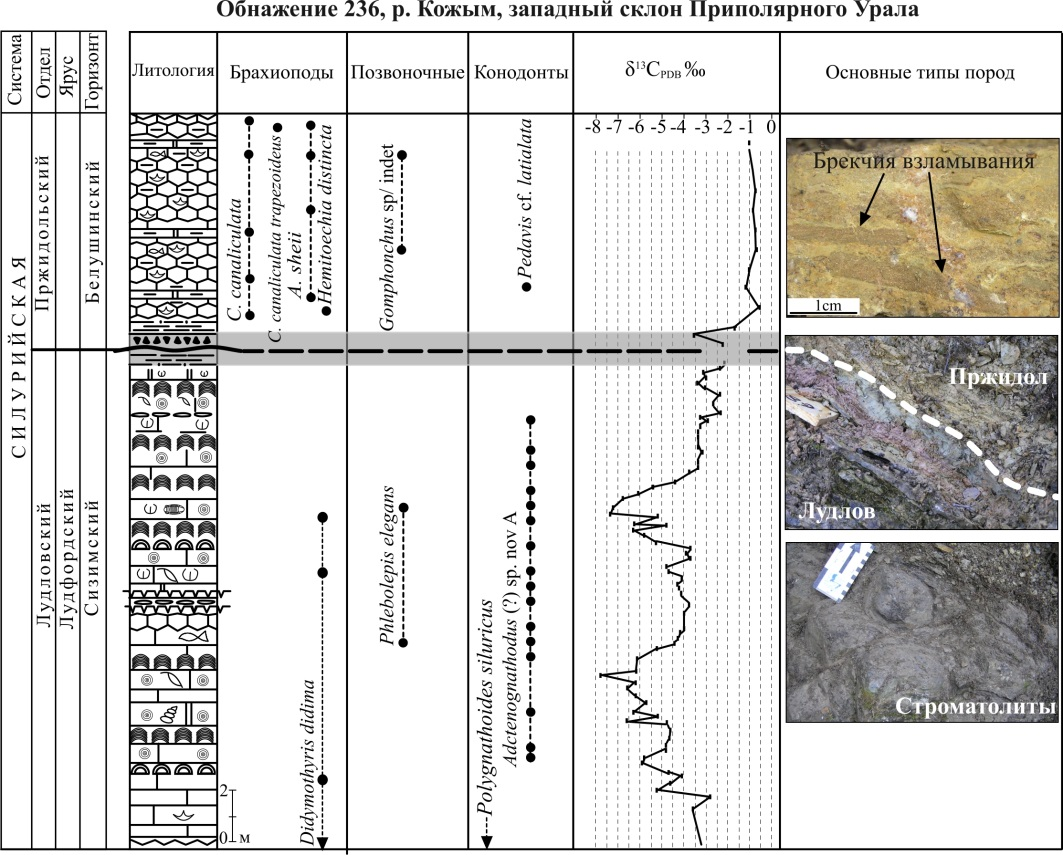 Обнажение 236, р. Кожым, западный склон Приполярного Урала
Система
Отдел
Ярус
Горизонт
Литология
Брахиоподы
Позвоночные
Конодонты
δ¹³C PDB ‰
Основные типы пород
СИЛУРИЙСКАЯ
Пржидольский
Белушинский
Лудловский
Лудфордский
Сизимский
C. canaliculata
C. canaliculata trapezoideus
A. sheii
Hemitoechia distincta
Gomphonchus sp/ indet
Pedavis cf. latialata
-8 -7 -6 -5 -4 -3 -2 -1 0
Didymothyris didima
Phlebolepis elegans
Polygnathoides siluricus
Adctenognathodus (?) sp. nov A
2
0 м
Брекчия взламывания
1cm
Пржидол
Лудлов
Строматолиты